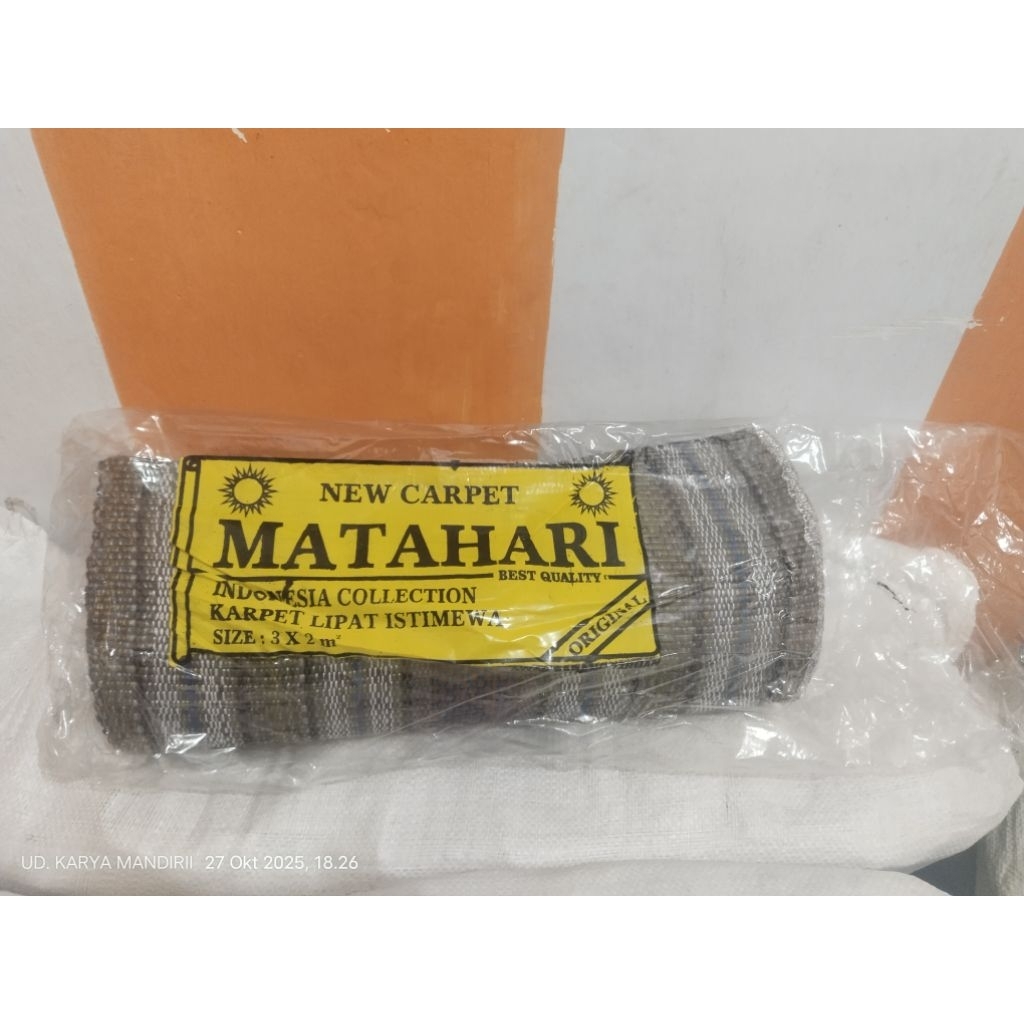 NEW CARPET
MATAHARI
BEST QUALITY
INDONESIA COLLECTION
KARPET LIPAT ISTIMEWA
SIZE : 3 X 2 m²
ORIGINAL
UD. KARYA MANDIRII 27 Okt 2025, 18.26